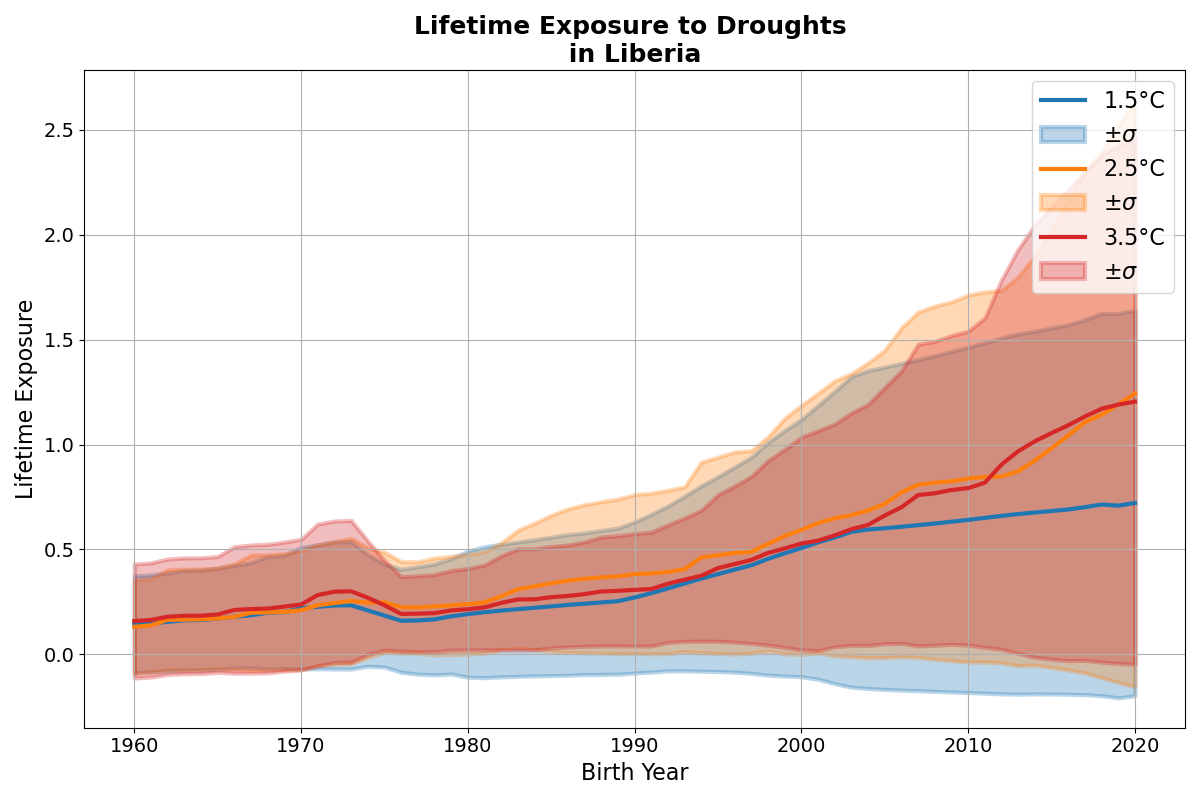 Lifetime Exposure to Droughts
in Liberia
1.5°C
±σ
2.5°C
±σ
3.5°C
±σ
Lifetime Exposure
2.5
2.0
1.5
1.0
0.5
0.0
1960 1970 1980 1990 2000 2010 2020
Birth Year